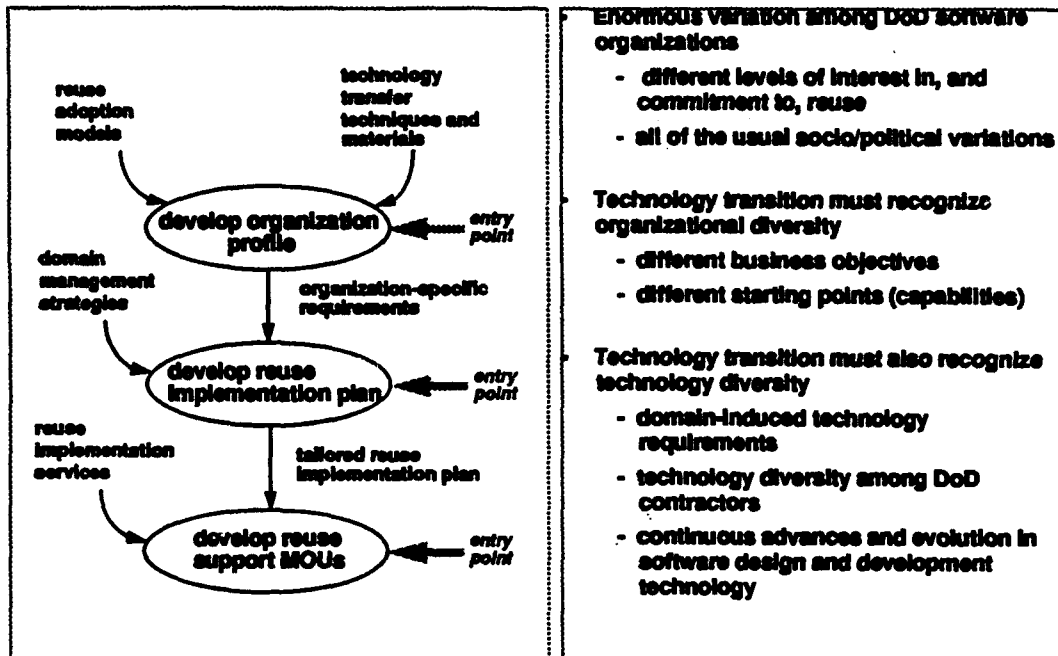 reuse
adoption
models
technology
transfer
techniques and
materials
develop organization
profile
entry
point
domain
management
strategies
organization-specific
requirements
develop reuse
implementation plan
entry
point
reuse
implementation
services
tailored reuse
implementation plan
develop reuse
support MOUs
entry
point
Enormous variation among DoD software
organizations
- different levels of interest in, and
commitment to, reuse
- all of the usual socio/political variations
Technology transition must recognize
organizational diversity
- different business objectives
- different starting points (capabilities)
Technology transition must also recognize
technology diversity
- domain-induced technology
requirements
- technology diversity among DoD
contractors
- continuous advances and evolution in
software design and development
technology